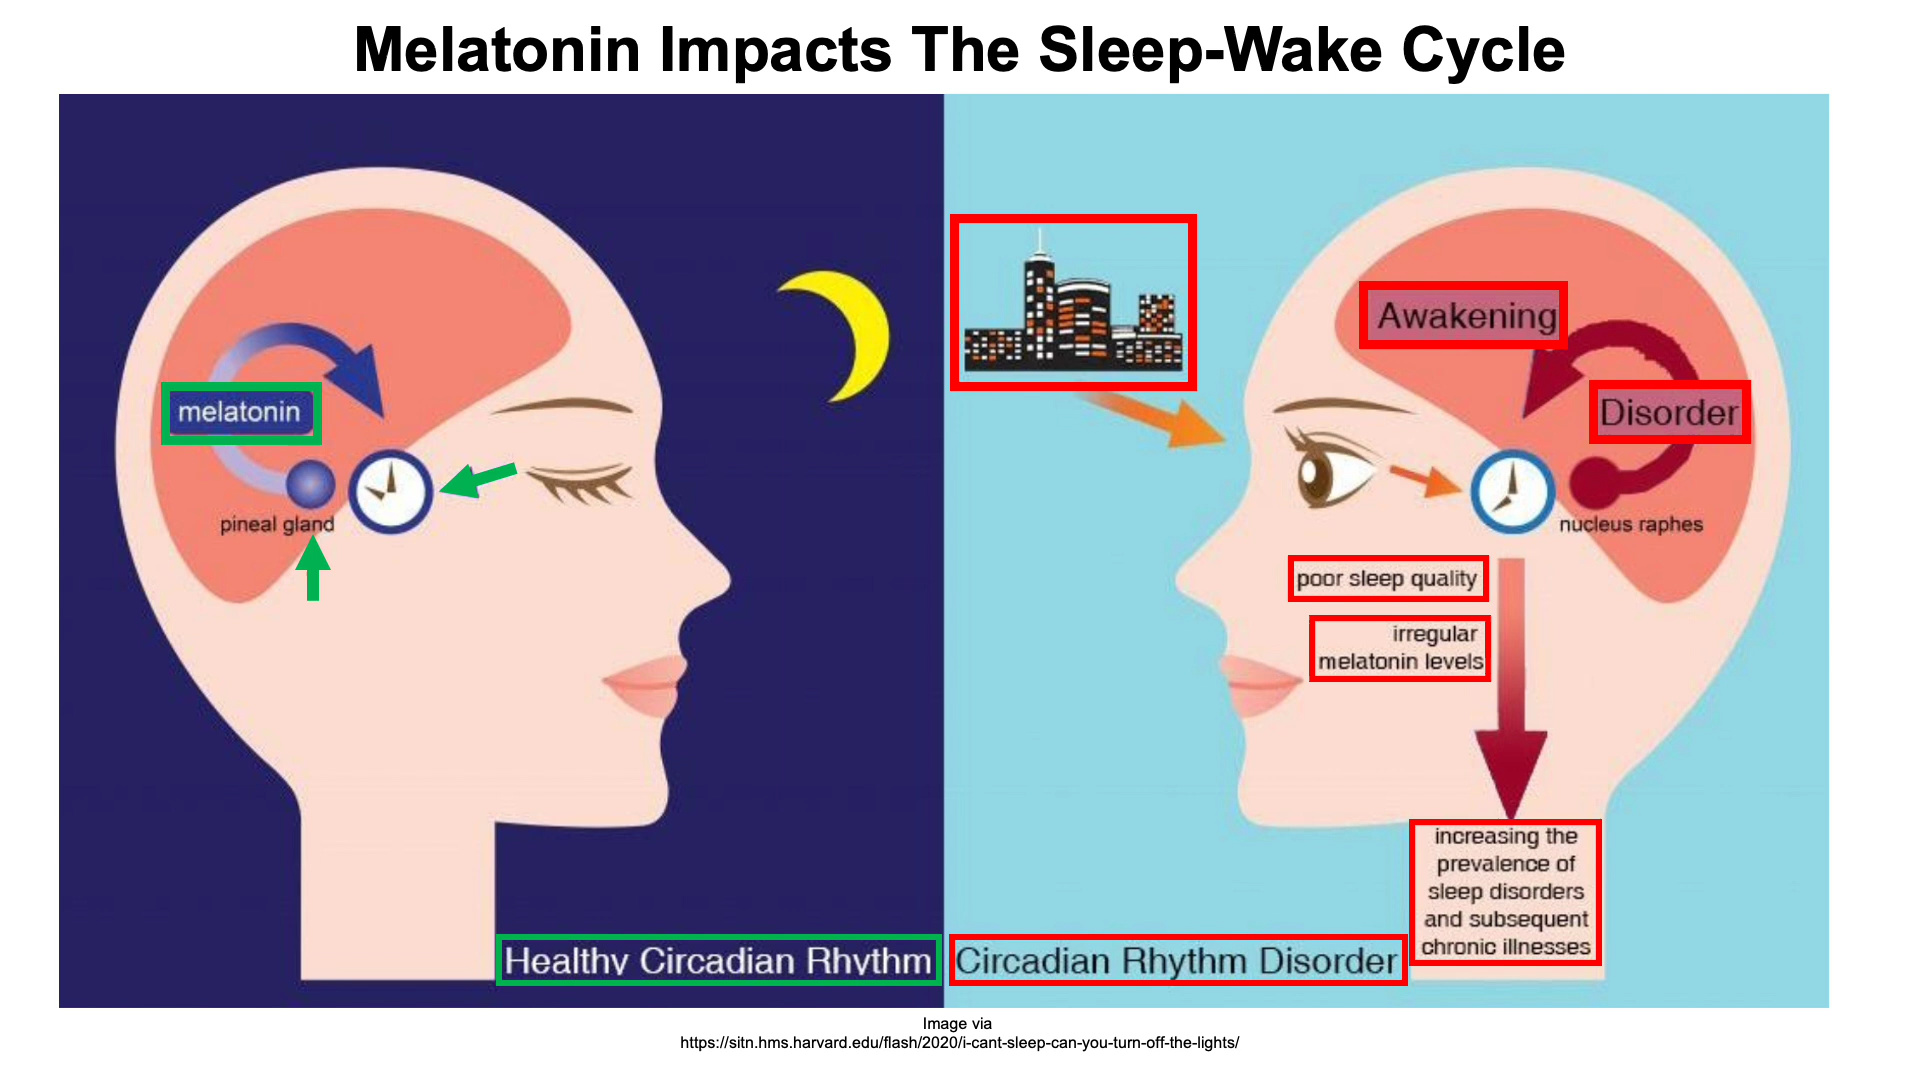 Melatonin Impacts The Sleep-Wake Cycle
melatonin
pineal gland
Healthy Circadian Rhythm
Awakening
Disorder
nucleus raphes
poor sleep quality
irregular
melatonin levels
increasing the
prevalence of
sleep disorders
and subsequent
chronic illnesses
Circadian Rhythm Disorder
Image via
https://sitn.hms.harvard.edu/flash/2020/i-cant-sleep-can-you-turn-off-the-lights/